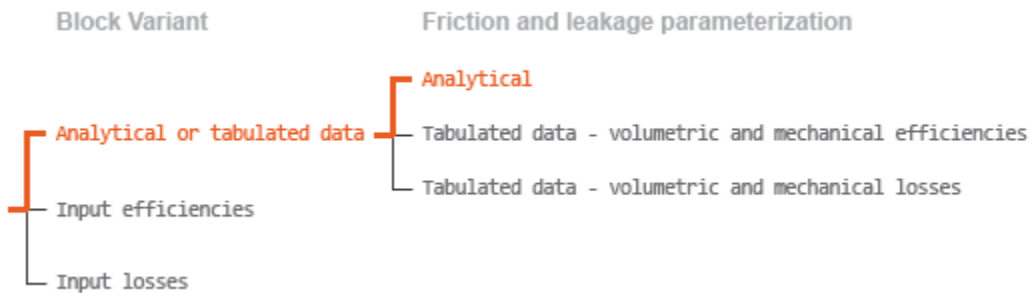 Block Variant
Friction and leakage parameterization
Analytical
Analytical or tabulated data
Tabulated data - volumetric and mechanical efficiencies
Tabulated data - volumetric and mechanical losses
Input efficiencies
Input losses